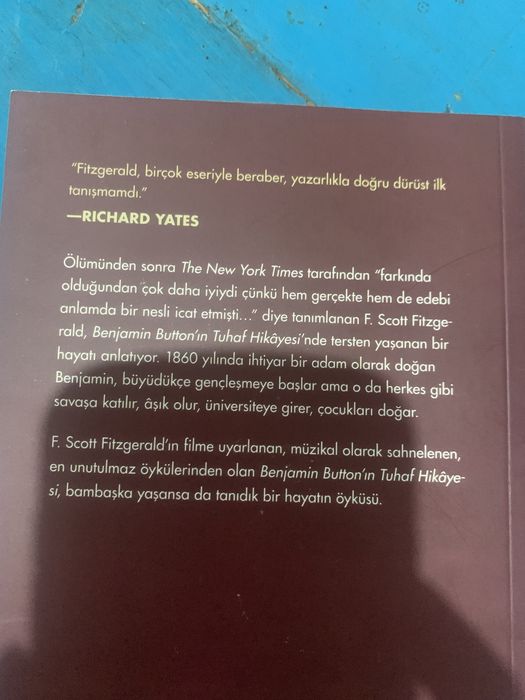 "Fitzgerald, birçok eseriyle beraber, yazarlıkla doğru dürüst ilk
tanışmamdı."
—RICHARD YATES
Ölümünden sonra The New York Times tarafından "farkında
olduğundan çok daha iyiydi çünkü hem gerçekte hem de edebi
anlamda bir nesli icat etmişti..." diye tanımlanan F. Scott Fitzge-
rald, Benjamin Button'ın Tuhaf Hikâyesi'nde tersten yaşanan bir
hayatı anlatıyor. 1860 yılında ihtiyar bir adam olarak doğan
Benjamin, büyüdükçe gençleşmeye başlar ama o da herkes gibi
savaşa katılır, âşık olur, üniversiteye girer, çocukları doğar.
F. Scott Fitzgerald'ın filme uyarlanan, müzikal olarak sahnelenen,
en unutulmaz öykülerinden olan Benjamin Button'ın Tuhaf Hikâye-
si, bambaşka yaşansa da tanıdık bir hayatın öyküsü.